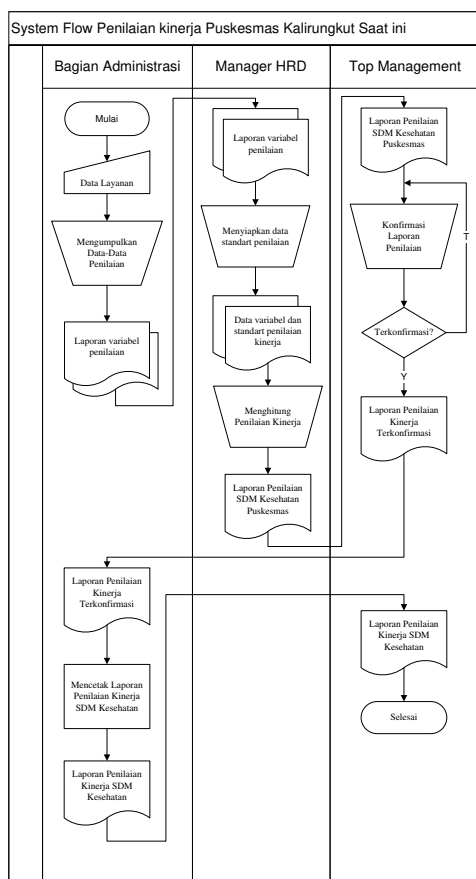 System Flow Penilaian kinerja Puskesmas Kalirungkut Saat ini
Bagian Administrasi
Manager HRD
Top Management
Mulai
Data Layanan
Mengumpulkan
Data-Data
Penilaian
Laporan variabel
penilaian
Laporan variabel
penilaian
Menyiapkan data
standart penilaian
Data variabel dan
standart penilaian
kinerja
Menghitung
Penilaian Kinerja
Laporan Penilaian
SDM Kesehatan
Puskesmas
Laporan Penilaian
SDM Kesehatan
Puskesmas
Konfirmasi
Laporan
Penilaian
T
Terkonfirmasi?
Y
Laporan Penilaian
Kinerja
Terkonfirmasi
Laporan Penilaian
Kinerja
Terkonfirmasi
Mencetak Laporan
Penilaian Kinerja
SDM Kesehatan
Laporan Penilaian
Kinerja SDM
Kesehatan
Laporan Penilaian
Kinerja SDM
Kesehatan
Selesai